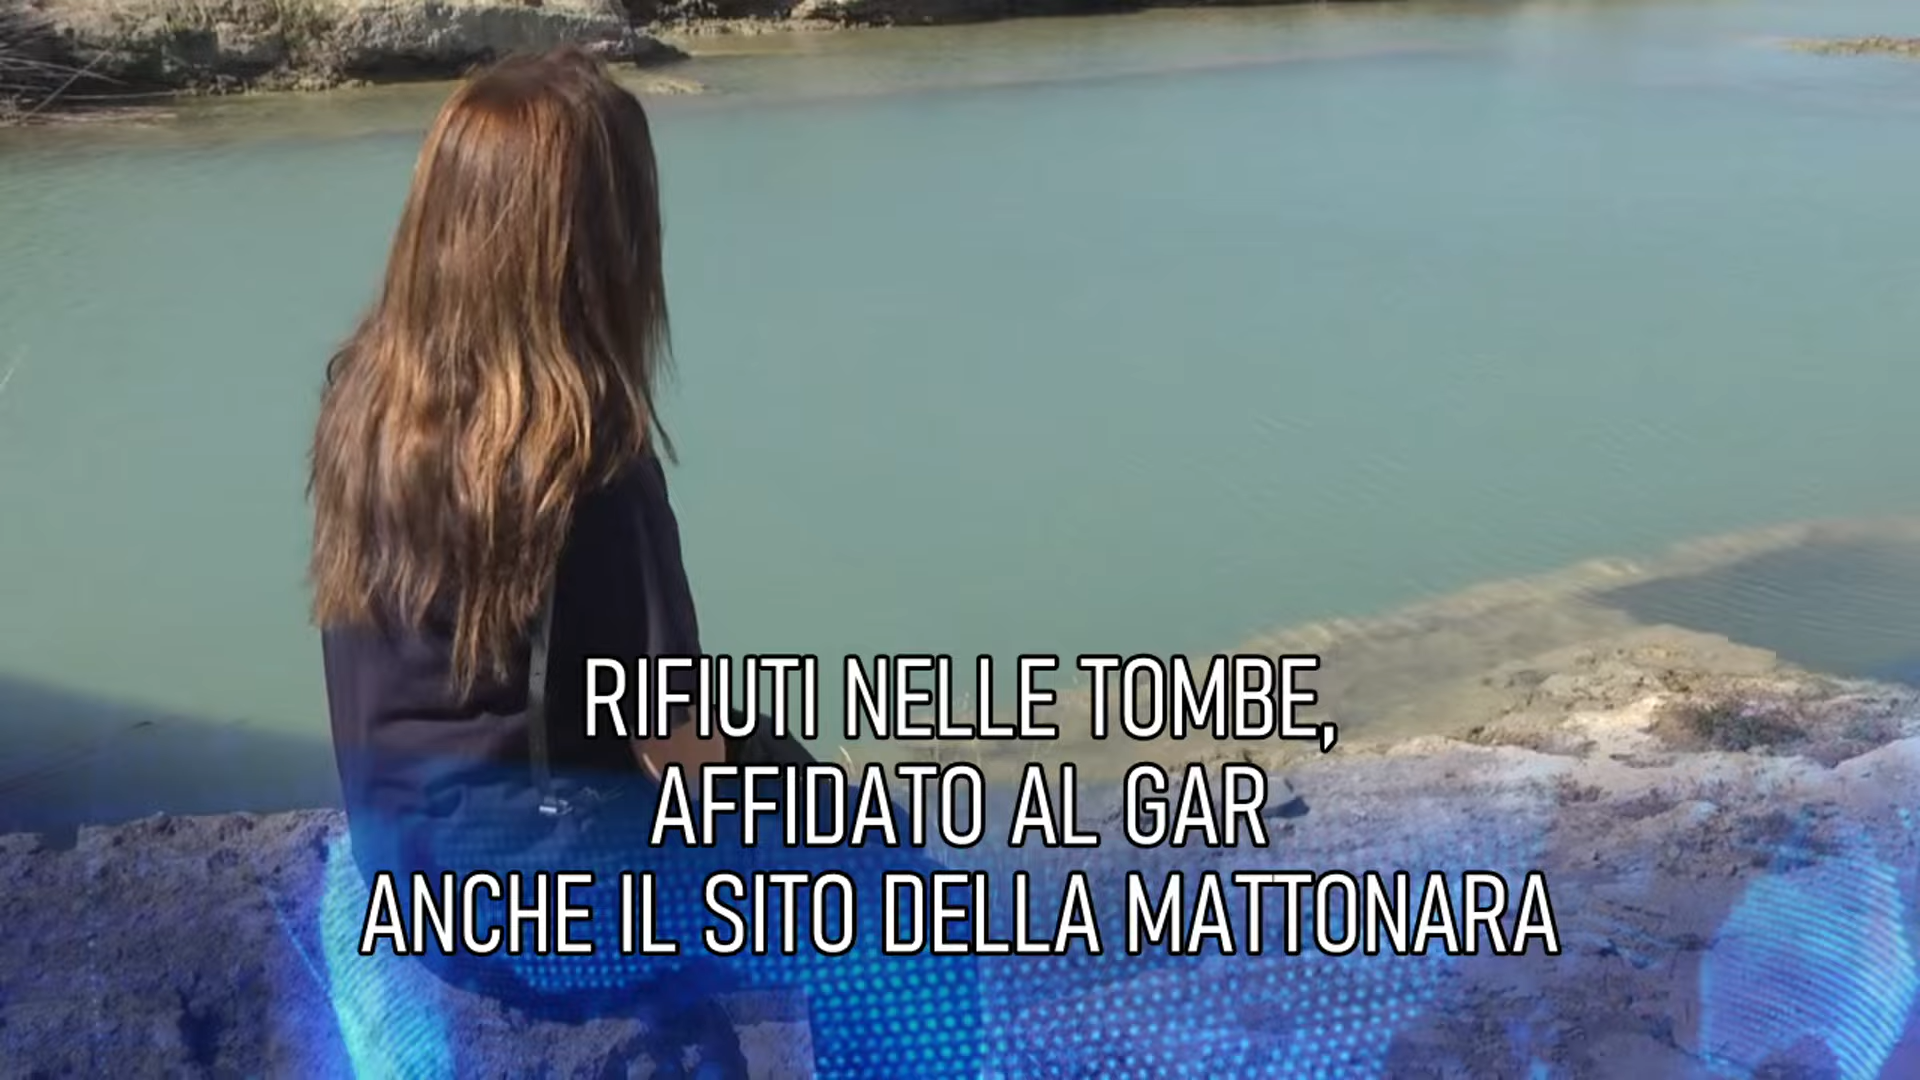 RIFIUTI NELLE TOMBE,
AFFIDATO AL GAR
ANCHE IL SITO DELLA MATTONARA